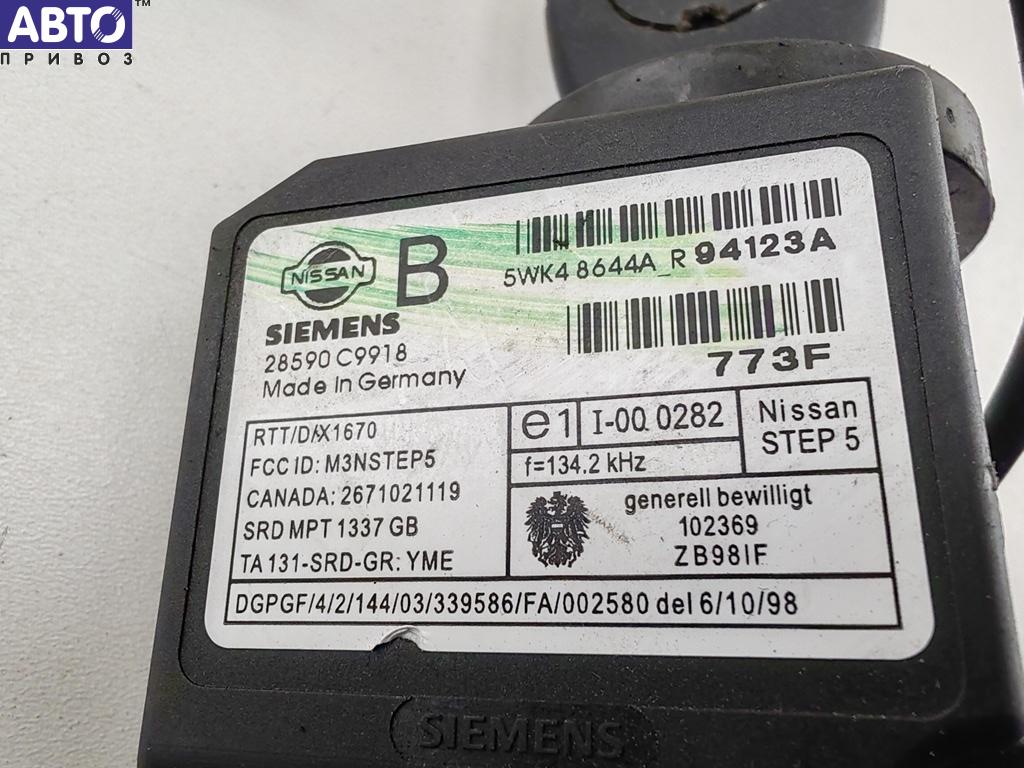 АВТО™
ПРИВОЗ
NISSAN
B
5WK4 8644A_R 94123A
SIEMENS
28590 C9918
Made In Germany
773F
RTT/D/X1670
FCC ID: M3NSTEP5
CANADA: 2671021119
SRD MPT 1337 GB
TA 131-SRD-GR: YME
e1
I-00 0282
Nissan
STEP 5
f=134.2 kHz
generell bewilligt
102369
ZB98IF
DGPGF/4/2/144/03/339586/FA/002580 del 6/10/98
SIEMENS